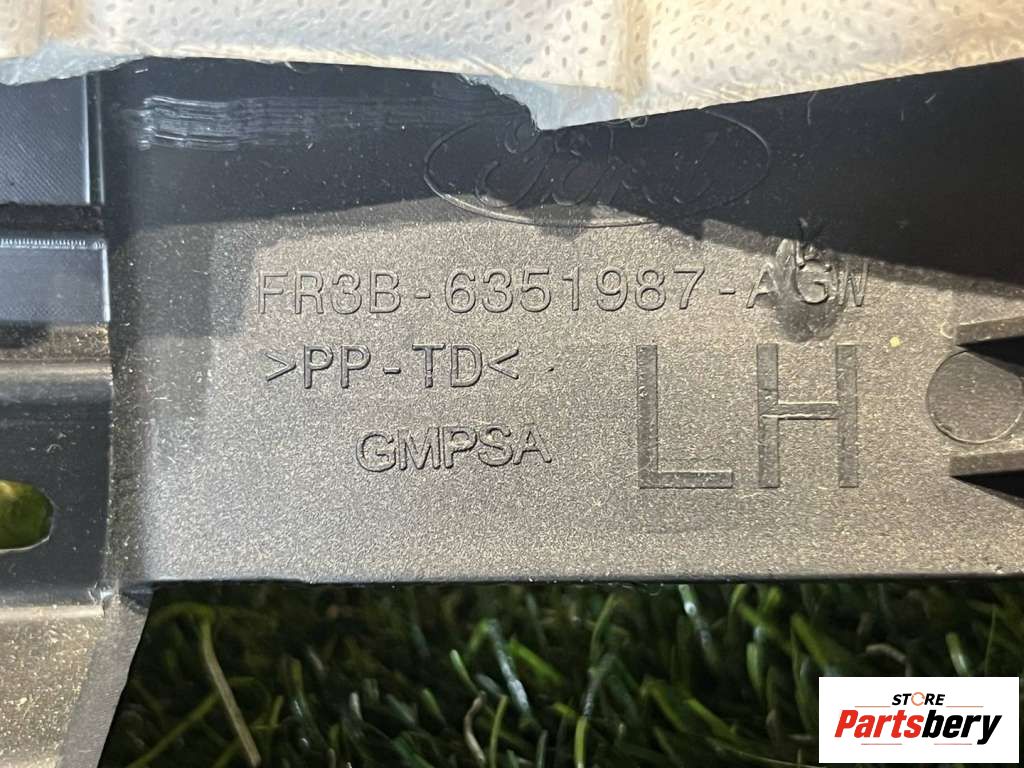 Ford
FR3B-6351987-AGW
>PP-TD<
GMPSA
LH
STORE
Partsbery